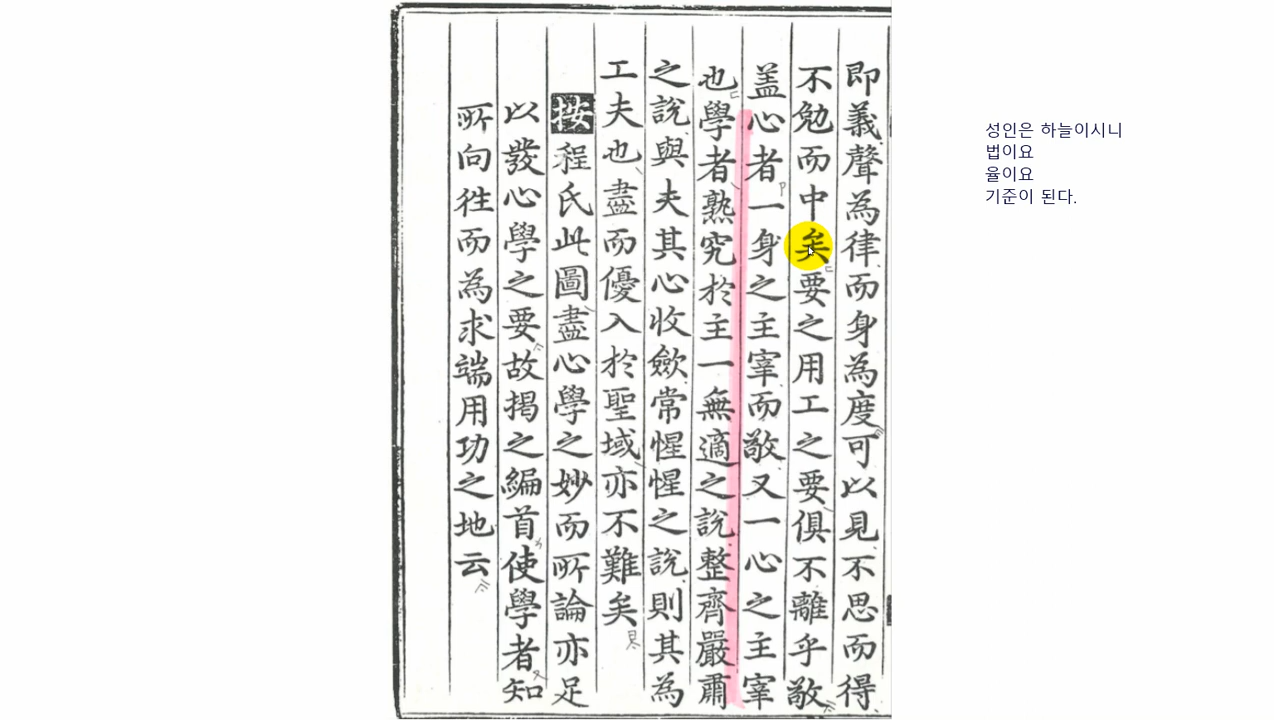 即義聲為律而身為度可以見不思而得
不勉而中矣要之用工之要俱不離乎敬
盖心者一身之主宰而敬又一心之主宰
也學者熟究於主一無適之說整齊嚴肅
之說與夫其心收斂常惺惺之說則其為
工夫也盡而優入於聖域亦不難矣
按程氏此圖盡心學之妙而所論亦足
以發心學之要故揭之編首使學者知
所向徃而為求端用功之地云
성인은 하늘이시니
법이요
율이요
기준이 된다.